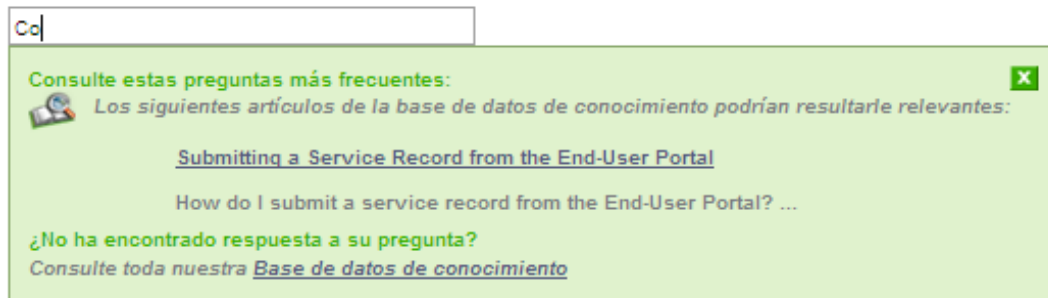 Co
Consulte estas preguntas más frecuentes:
Los siguientes artículos de la base de datos de conocimiento podrían resultarle relevantes:
Submitting a Service Record from the End-User Portal
How do I submit a service record from the End-User Portal? ...
¿No ha encontrado respuesta a su pregunta?
Consulte toda nuestra Base de datos de conocimiento